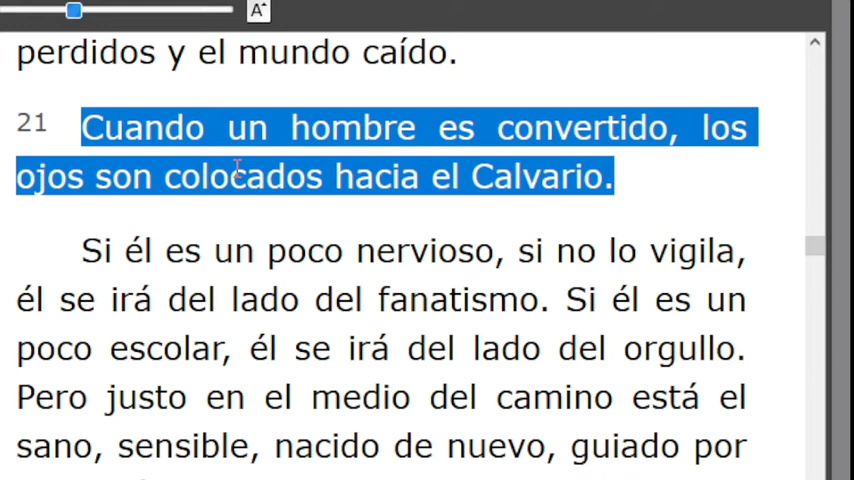 A
perdidos y el mundo caído.
21 Cuando un hombre es convertido, los
ojos son colocados hacia el Calvario.
Si él es un poco nervioso, si no lo vigila,
él se irá del lado del fanatismo. Si él es un
poco escolar, él se irá del lado del orgullo.
Pero justo en el medio del camino está el
sano, sensible, nacido de nuevo, guiado por